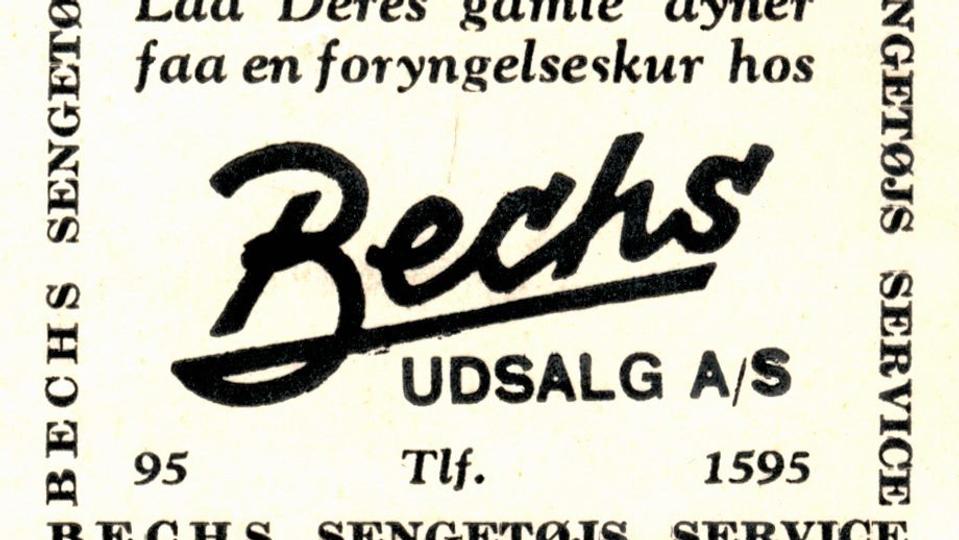 Lad Deres gamle dyner
faa en foryngelseskur hos
Bechs
UDSALG A/S
95 Tlf. 1595
BECHS SENGETØ
NGETØJS SERVICE
BECHS SENGETØJS SERVICE